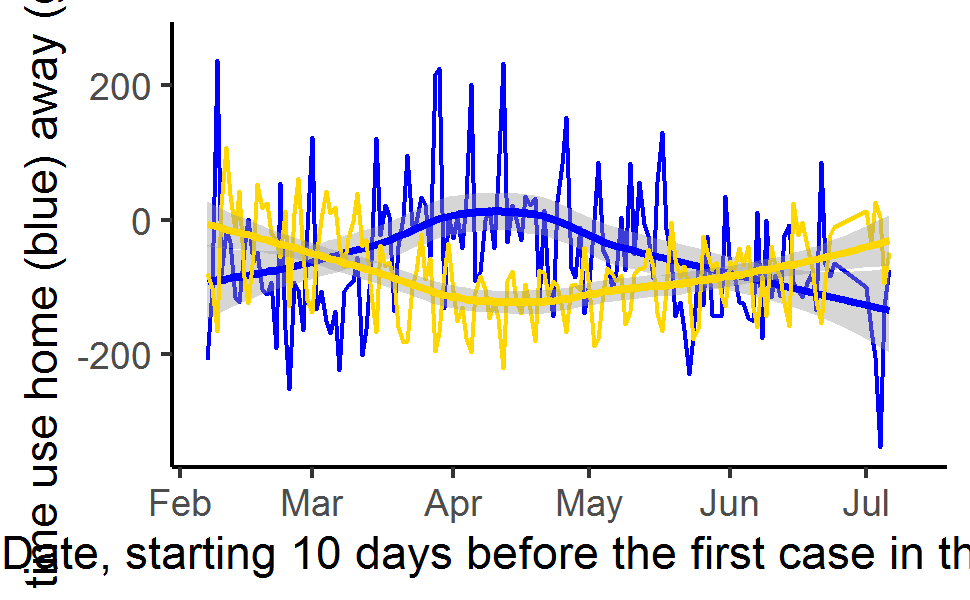 time use home (blue) away (
200
0
-200
Feb Mar Apr May Jun Jul
Date, starting 10 days before the first case in th